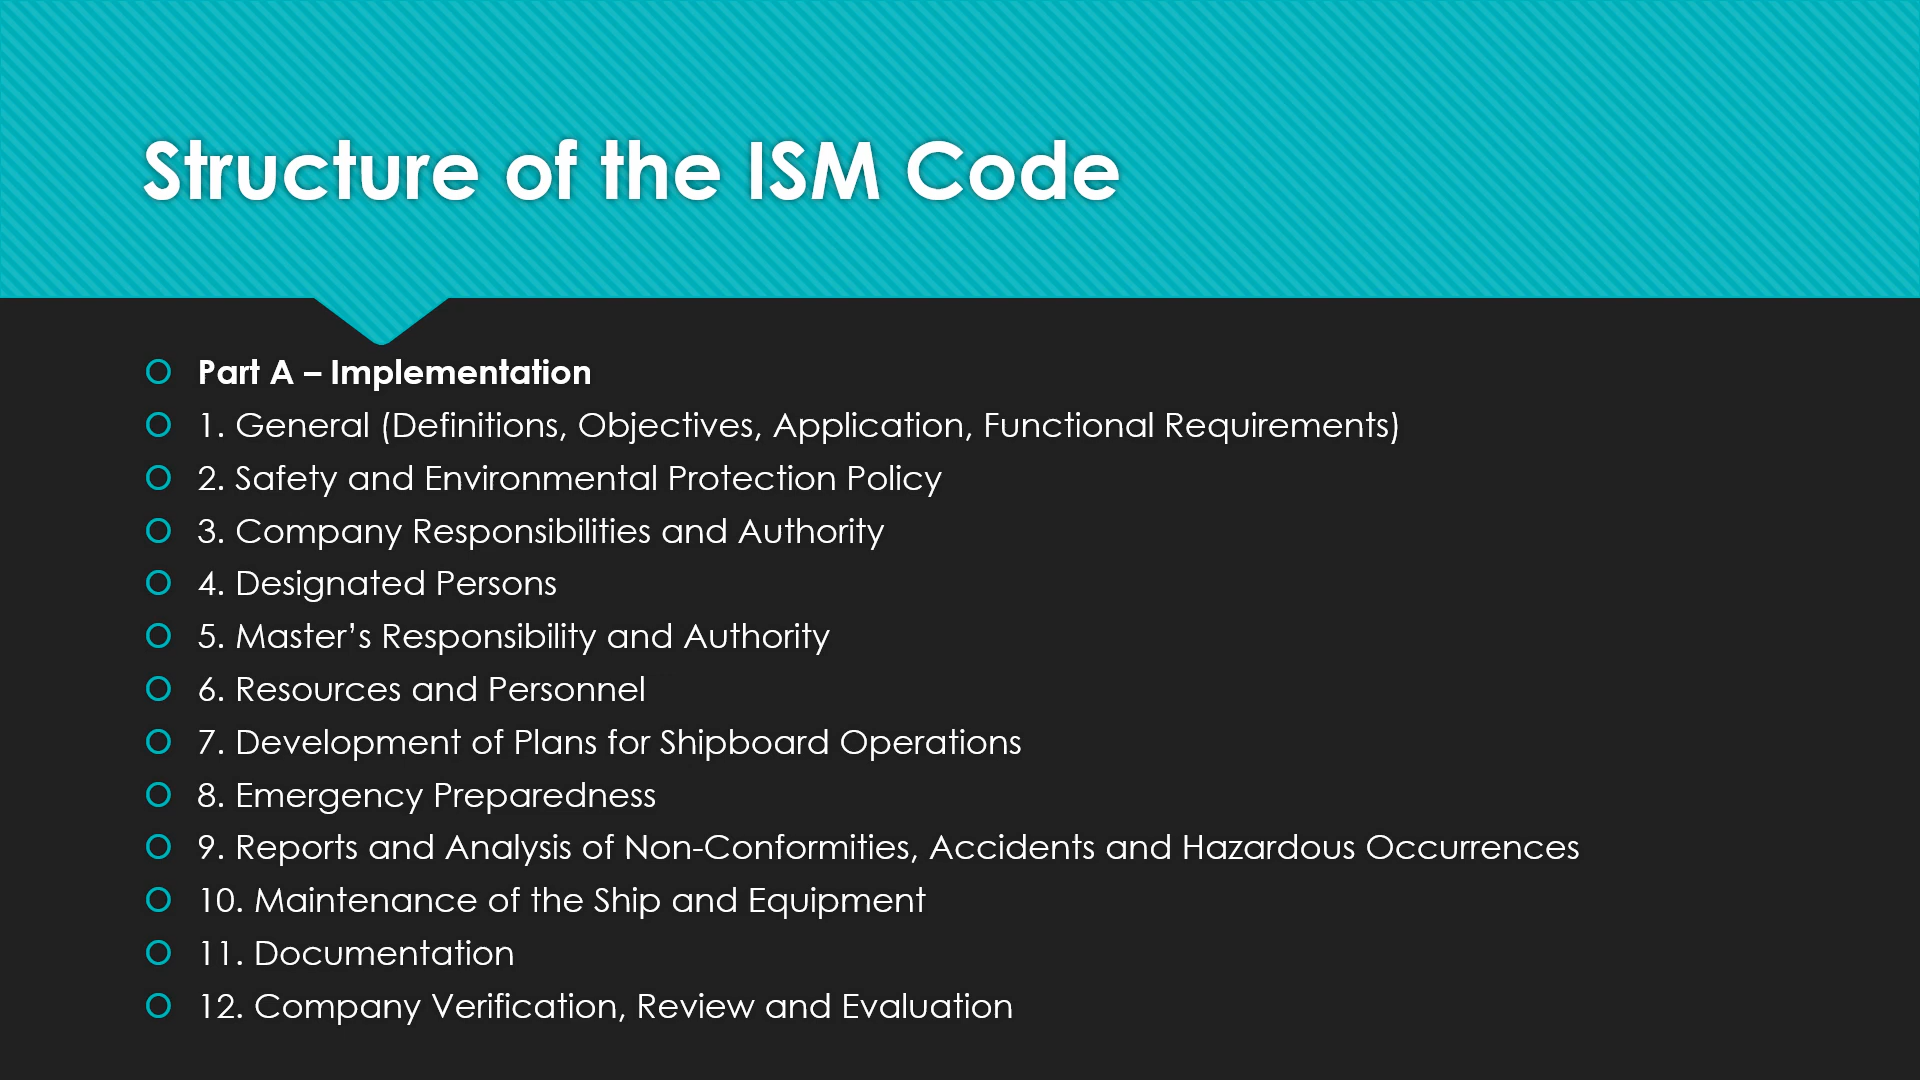 Structure of the ISM Code
Part A – Implementation
1. General (Definitions, Objectives, Application, Functional Requirements)
2. Safety and Environmental Protection Policy
3. Company Responsibilities and Authority
4. Designated Persons
5. Master’s Responsibility and Authority
6. Resources and Personnel
7. Development of Plans for Shipboard Operations
8. Emergency Preparedness
9. Reports and Analysis of Non-Conformities, Accidents and Hazardous Occurrences
10. Maintenance of the Ship and Equipment
11. Documentation
12. Company Verification, Review and Evaluation